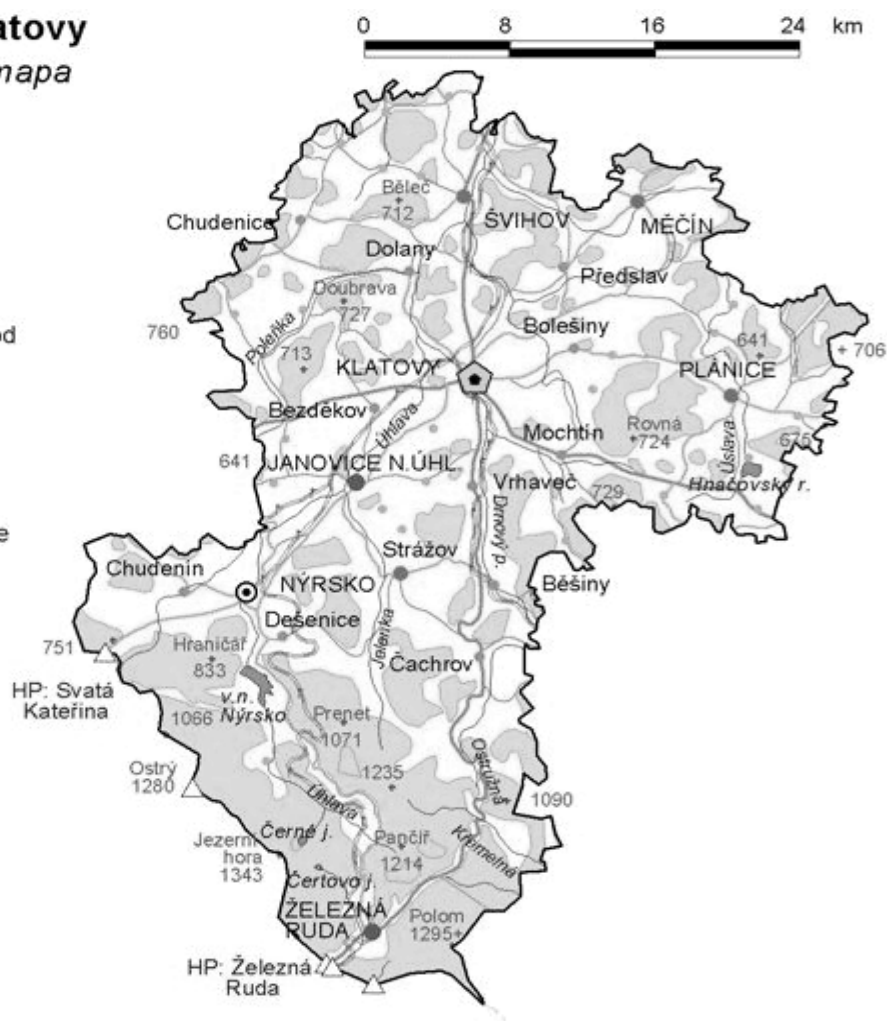 atovy
mapa
0 8 16 24 km
od
e
Běleč
712
Chudenice
ŠVIHOV
MĚČÍN
Dolany
Předslav
Doubrava
727
760
Poleňka
Bolešiny
713
641
706
KLATOVY
PLÁNICE
Bezděkov
Úhlava
Mochtín
Rovná
724
Úslava
675
641
JANOVICE N.ÚHL.
Vrhaveč
729
Hnačovský r.
Drnový p.
Strážov
Chudenín
NÝRSKO
Běšiny
Dešenice
Jelenka
751
Hraničář
833
Čachrov
HP: Svatá
Kateřina
v.n.
Nýrsko
1066
Prenet
1071
Ostrý
1280
1235
Ostružná
1090
Úhlava
Černé j.
Jezerní
hora
1343
Pančíř
1214
Křemelná
Čertovo j.
ŽELEZNÁ
RUDA
Polom
1295
HP: Železná
Ruda